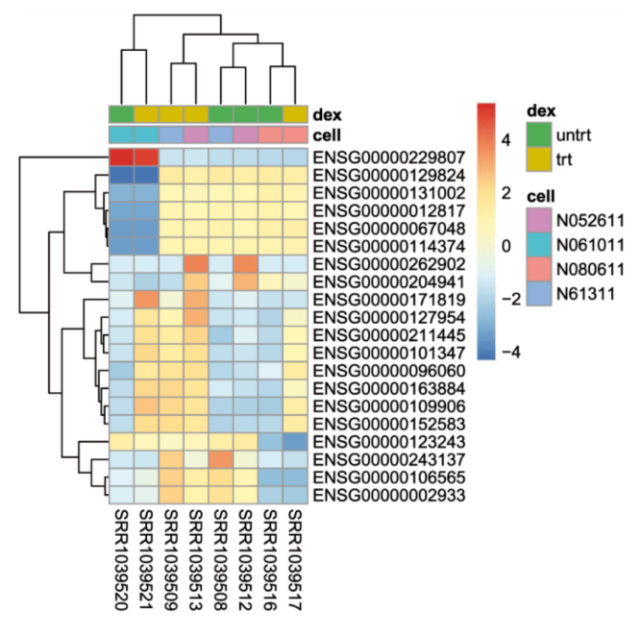 dex
cell
ENSG00000229807
ENSG00000129824
ENSG00000131002
ENSG00000012817
ENSG00000067048
ENSG00000114374
ENSG00000262902
ENSG00000204941
ENSG00000171819
ENSG00000127954
ENSG00000211445
ENSG00000101347
ENSG00000096060
ENSG00000163884
ENSG00000109906
ENSG00000152583
ENSG00000123243
ENSG00000243137
ENSG00000106565
ENSG00000002933
SRR1039520
SRR1039521
SRR1039509
SRR1039513
SRR1039508
SRR1039512
SRR1039516
SRR1039517
4
2
0
−2
−4
dex
untrt
trt
cell
N052611
N061011
N080611
N61311